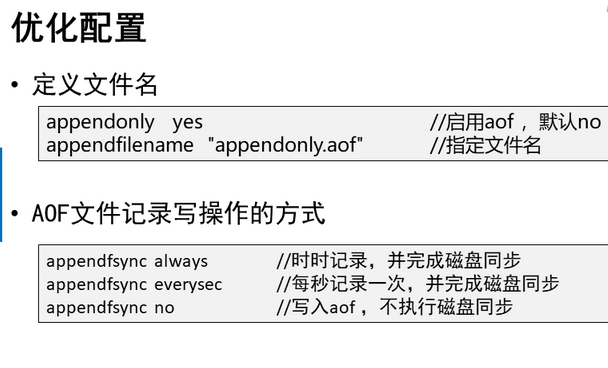 优化配置
• 定义文件名
appendonly yes //启用aof ，默认no
appendfilename "appendonly.aof" //指定文件名
• AOF文件记录写操作的方式
appendfsync always //时时记录，并完成磁盘同步
appendfsync everysec //每秒记录一次，并完成磁盘同步
appendfsync no //写入aof ，不执行磁盘同步